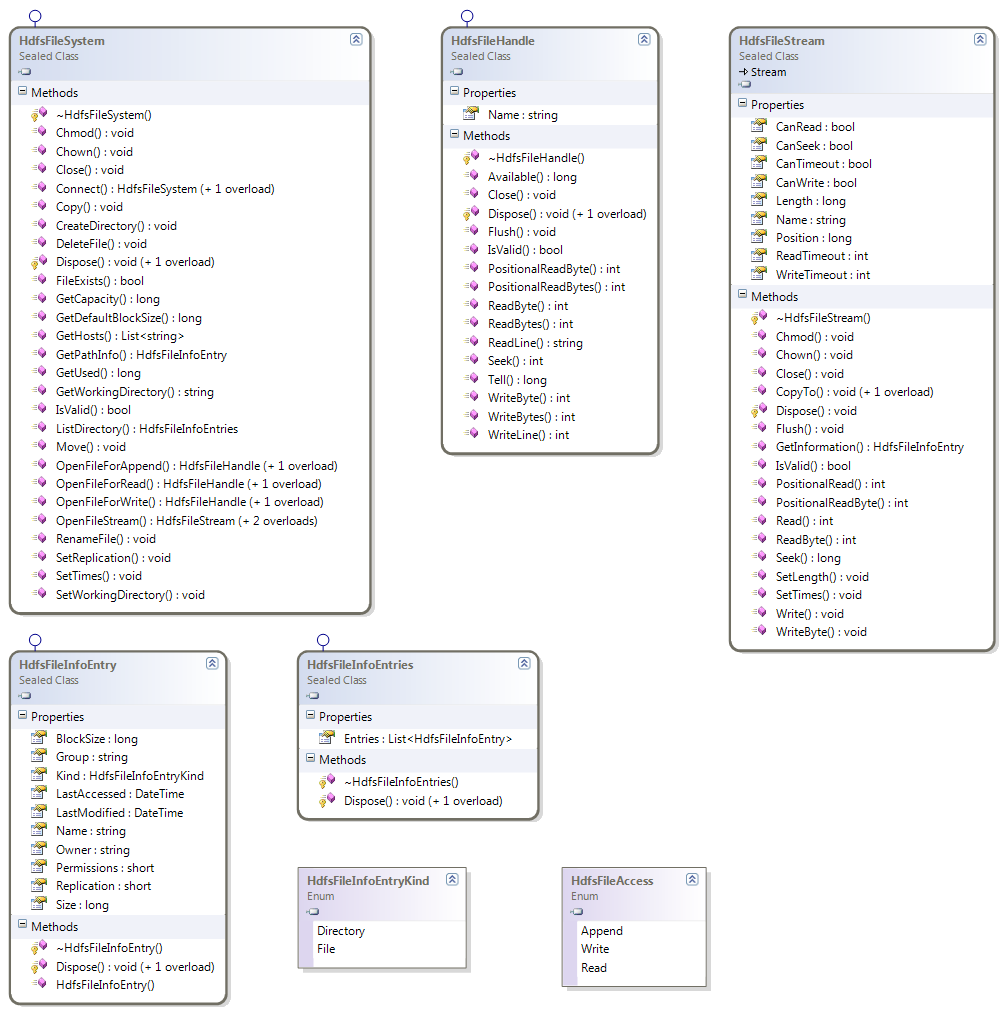 HdfsFileSystem
Sealed Class
Methods
~HdfsFileSystem()
Chmod() : void
Chown() : void
Close() : void
Connect() : HdfsFileSystem (+ 1 overload)
Copy() : void
CreateDirectory() : void
DeleteFile() : void
Dispose() : void (+ 1 overload)
FileExists() : bool
GetCapacity() : long
GetDefaultBlockSize() : long
GetHosts() : List<string>
GetPathInfo() : HdfsFileInfoEntry
GetUsed() : long
GetWorkingDirectory() : string
IsValid() : bool
ListDirectory() : HdfsFileInfoEntries
Move() : void
OpenFileForAppend() : HdfsFileHandle (+ 1 overload)
OpenFileForRead() : HdfsFileHandle (+ 1 overload)
OpenFileForWrite() : HdfsFileHandle (+ 1 overload)
OpenFileStream() : HdfsFileStream (+ 2 overloads)
RenameFile() : void
SetReplication() : void
SetTimes() : void
SetWorkingDirectory() : void
HdfsFileHandle
Sealed Class
Properties
Name : string
Methods
~HdfsFileHandle()
Available() : long
Close() : void
Dispose() : void (+ 1 overload)
Flush() : void
IsValid() : bool
PositionalReadByte() : int
PositionalReadBytes() : int
ReadByte() : int
ReadBytes() : int
ReadLine() : string
Seek() : int
Tell() : long
WriteByte() : int
WriteBytes() : int
WriteLine() : int
HdfsFileStream
Sealed Class
Stream
Properties
CanRead : bool
CanSeek : bool
CanTimeout : bool
CanWrite : bool
Length : long
Name : string
Position : long
ReadTimeout : int
WriteTimeout : int
Methods
~HdfsFileStream()
Chmod() : void
Chown() : void
Close() : void
CopyTo() : void (+ 1 overload)
Dispose() : void
Flush() : void
GetInformation() : HdfsFileInfoEntry
IsValid() : bool
PositionalRead() : int
PositionalReadByte() : int
Read() : int
ReadByte() : int
Seek() : long
SetLength() : void
SetTimes() : void
Write() : void
WriteByte() : void
HdfsFileInfoEntry
Sealed Class
Properties
BlockSize : long
Group : string
Kind : HdfsFileInfoEntryKind
LastAccessed : DateTime
LastModified : DateTime
Name : string
Owner : string
Permissions : short
Replication : short
Size : long
Methods
~HdfsFileInfoEntry()
Dispose() : void (+ 1 overload)
HdfsFileInfoEntry()
HdfsFileInfoEntries
Sealed Class
Properties
Entries : List<HdfsFileInfoEntry>
Methods
~HdfsFileInfoEntries()
Dispose() : void (+ 1 overload)
HdfsFileInfoEntryKind
Enum
Directory
File
HdfsFileAccess
Enum
Append
Write
Read